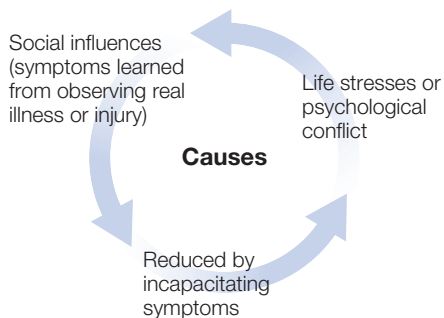 Social influences
(symptoms learned
from observing real
illness or injury)
Life stresses or
psychological
conflict
Causes
Reduced by
incapacitating
symptoms